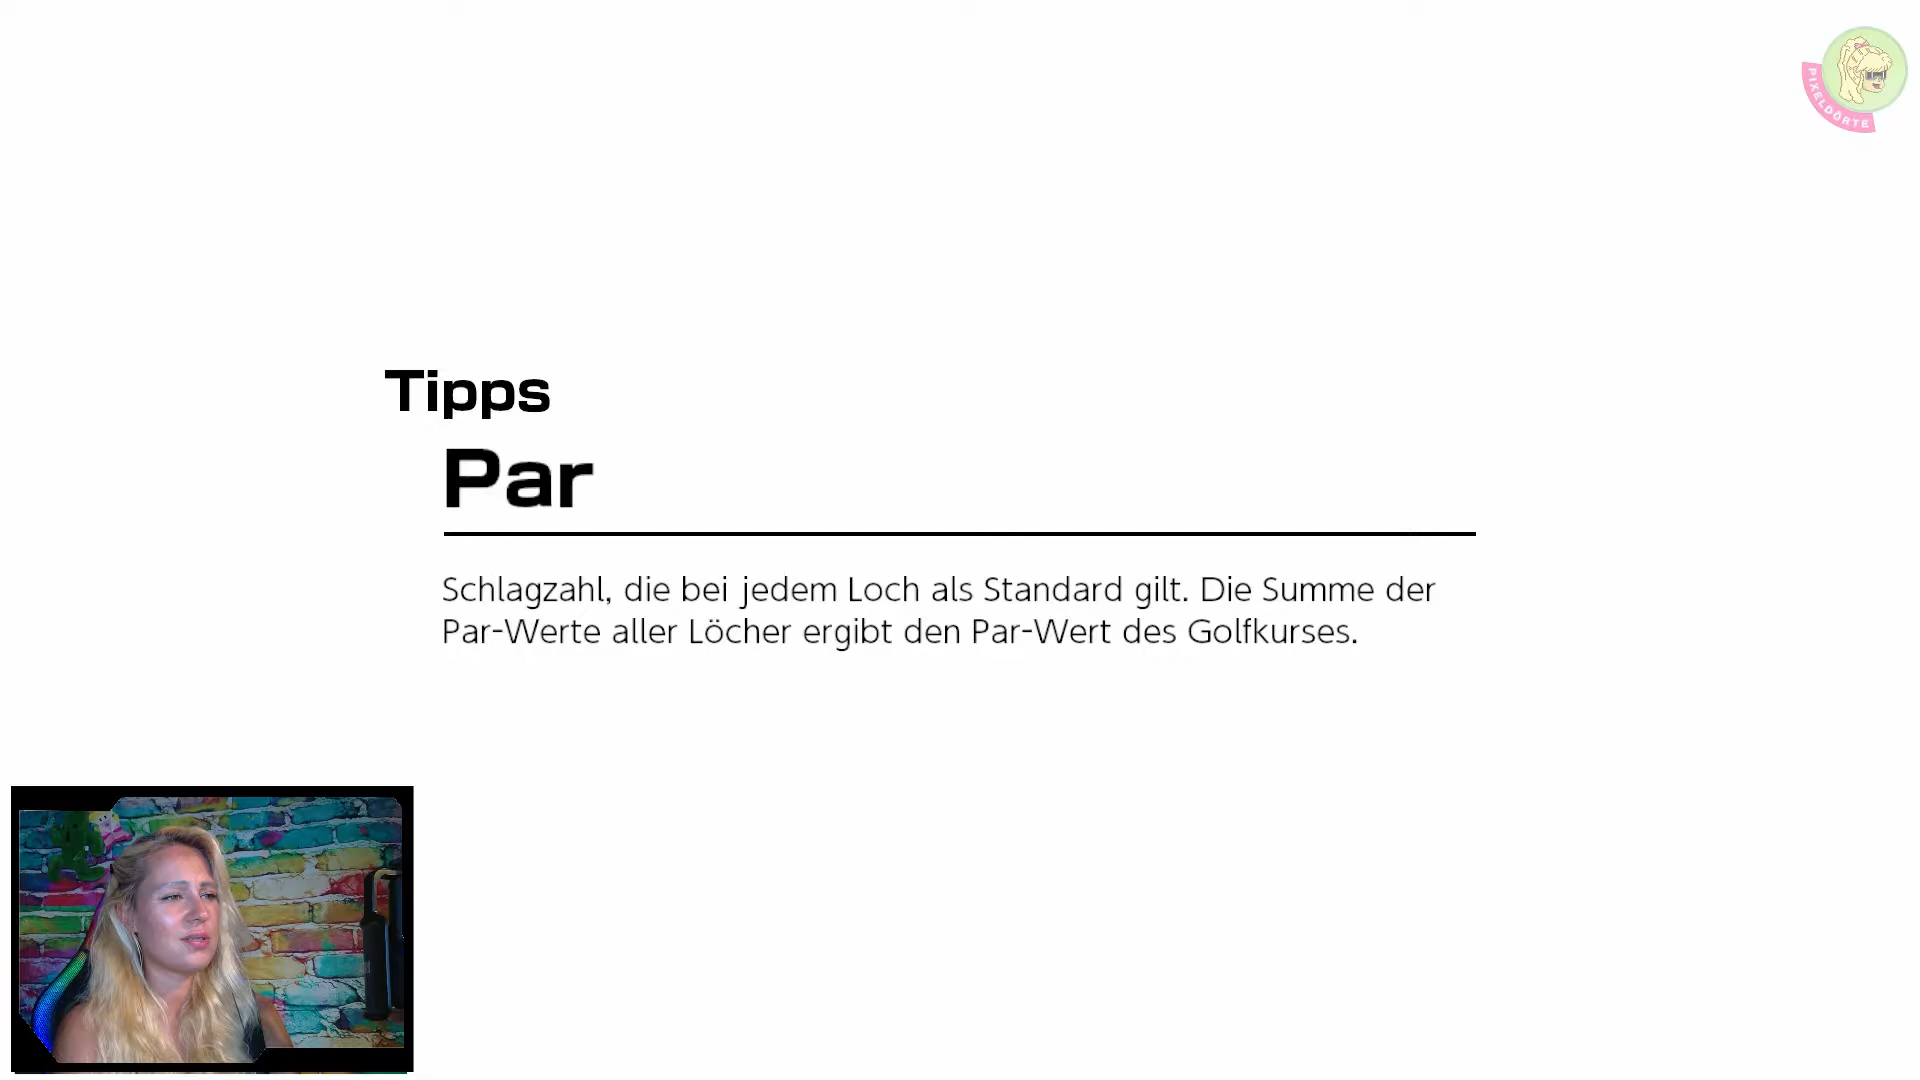 PIXELDÖRTE
Tipps
Par
Schlagzahl, die bei jedem Loch als Standard gilt. Die Summe der
Par-Werte aller Löcher ergibt den Par-Wert des Golfkurses.